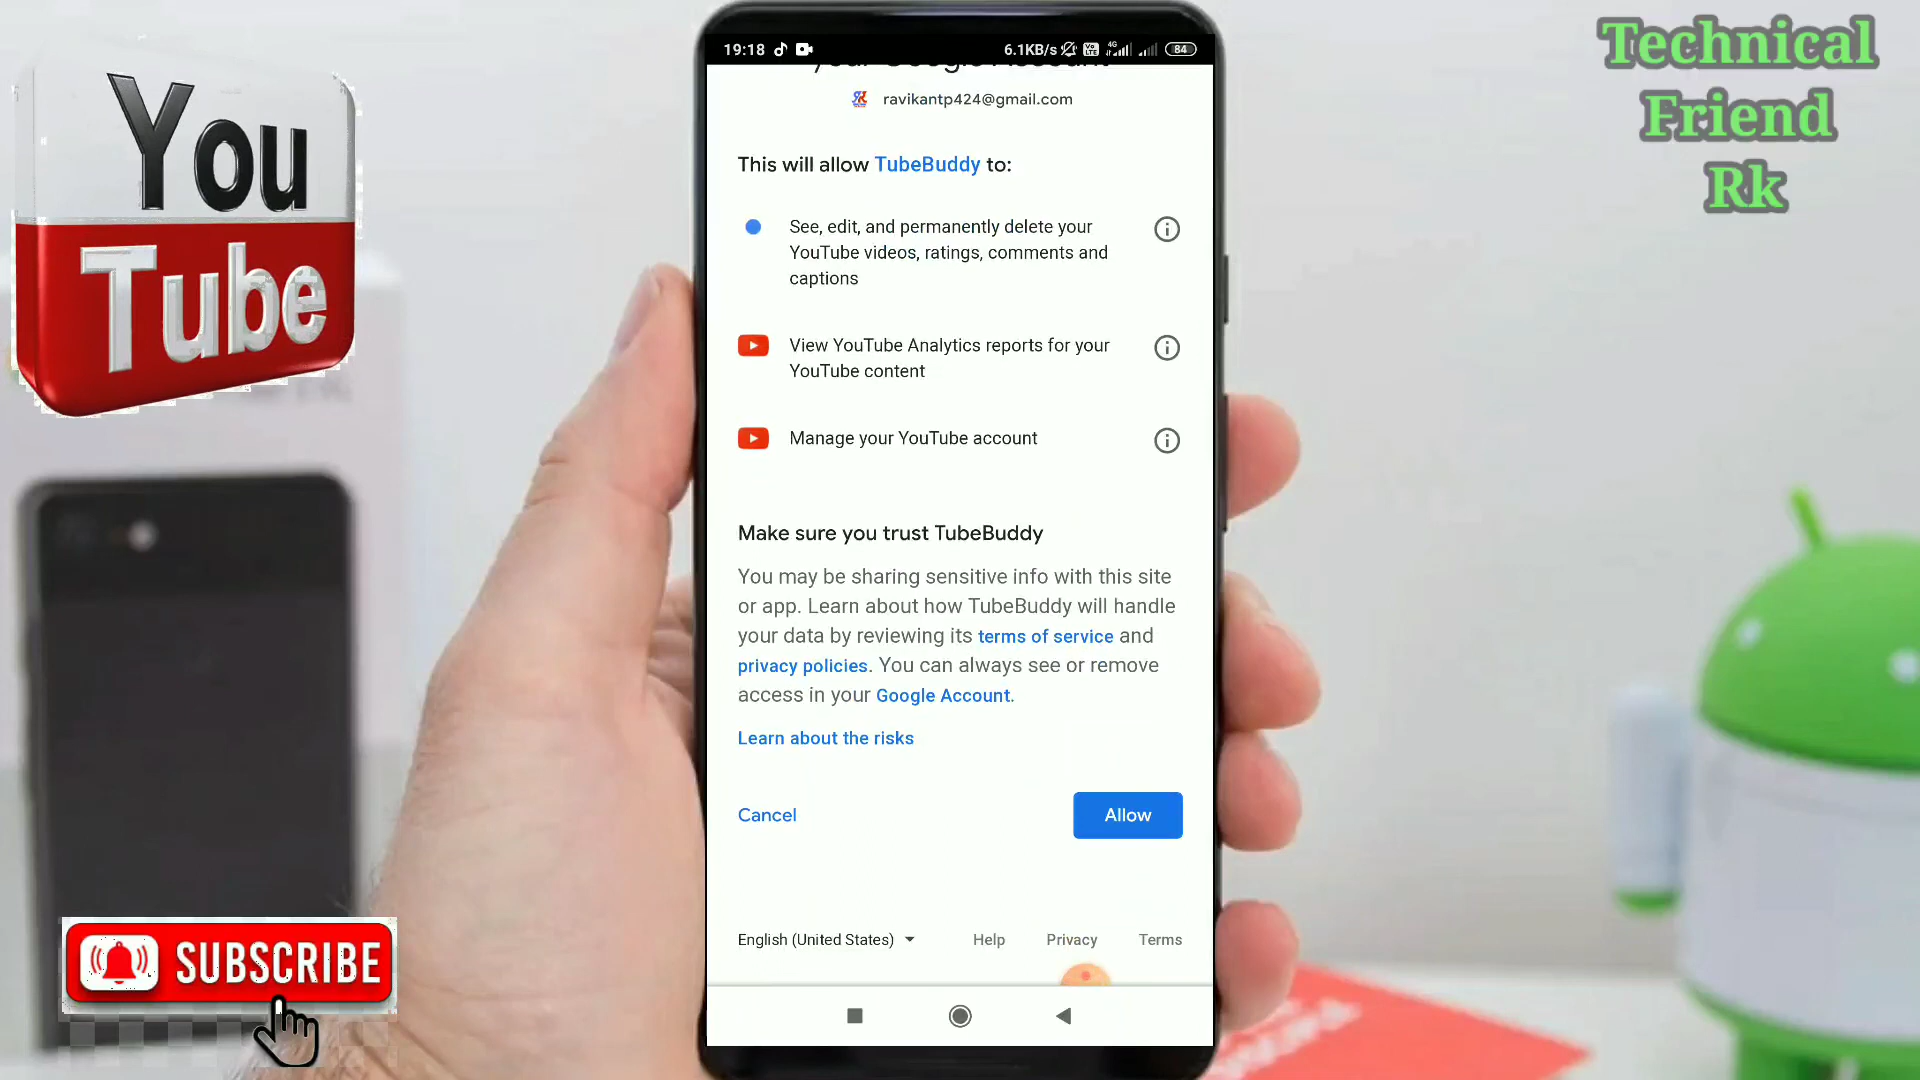 You
Tube
Technical
Friend
Rk
19:18
6.1KB/s
4G
84
your Google Account
ravikantp424@gmail.com
This will allow TubeBuddy to:
See, edit, and permanently delete your
YouTube videos, ratings, comments and
captions
View YouTube Analytics reports for your
YouTube content
Manage your YouTube account
Make sure you trust TubeBuddy
You may be sharing sensitive info with this site
or app. Learn about how TubeBuddy will handle
your data by reviewing its terms of service and
privacy policies. You can always see or remove
access in your Google Account.
Learn about the risks
Cancel
Allow
English (United States)
Help
Privacy
Terms
SUBSCRIBE